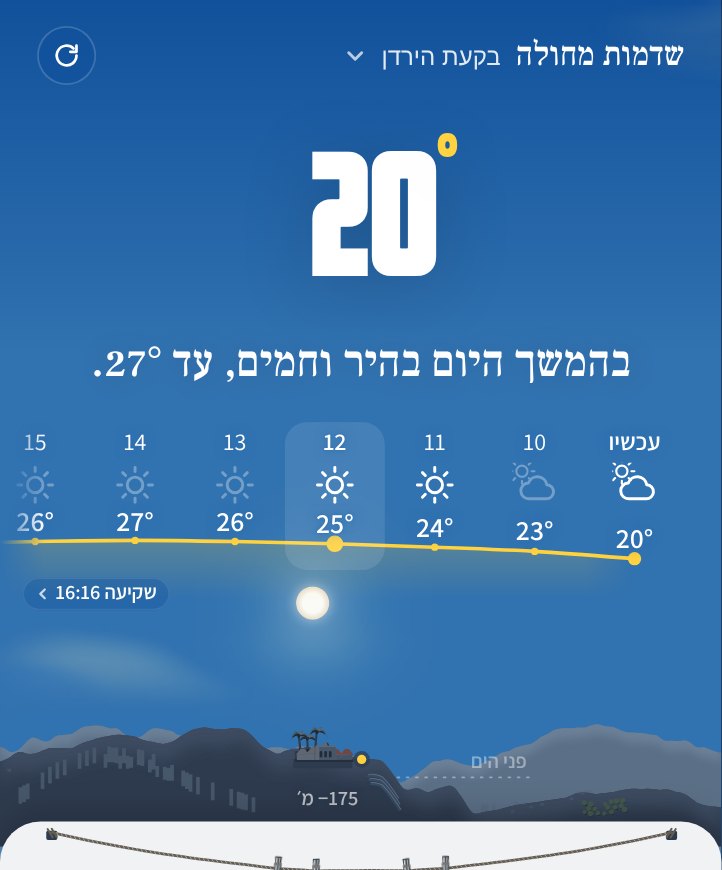 שדמות מחולה בקעת הירדן
20°
בהמשך היום בהיר וחמים, עד 27°.
עכשיו 10 11 12 13 14 15
20° 23° 24° 25° 26° 27° 26°
שקיעה 16:16
פני הים
−175 מ׳